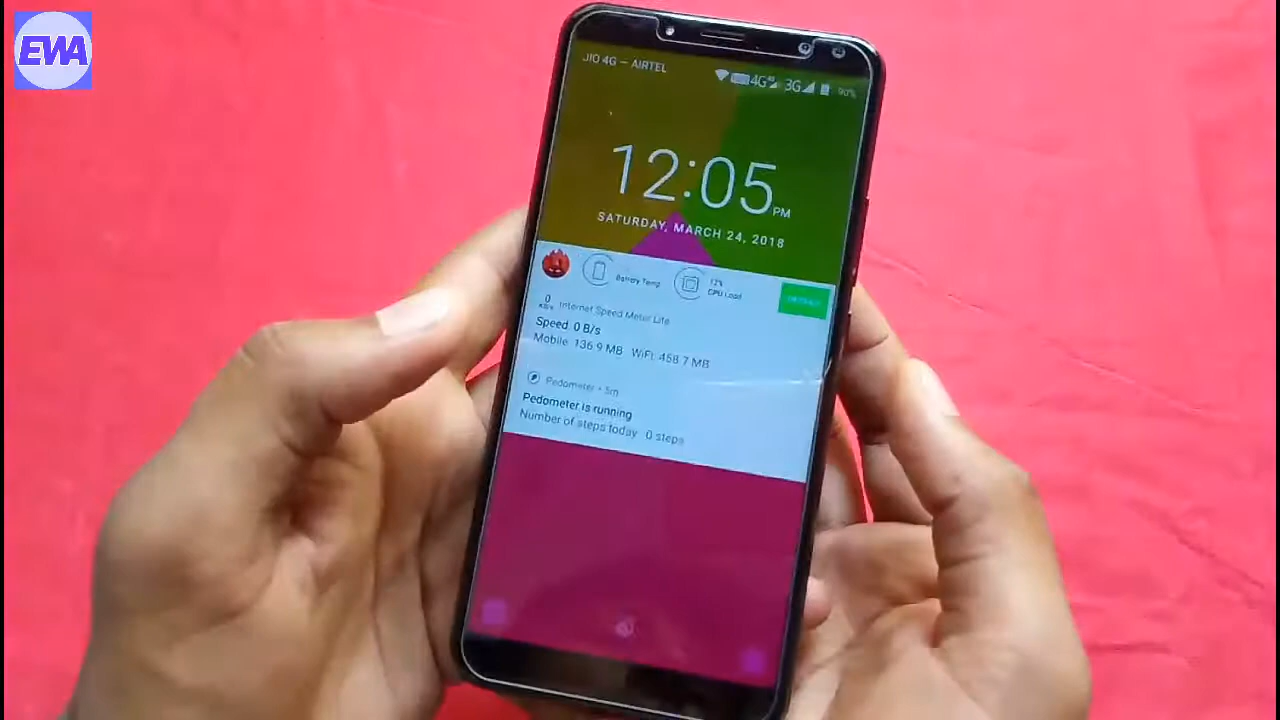 EWA
JIO 4G — AIRTEL
4G 3G 90%
12:05 PM
SATURDAY, MARCH 24, 2018
Battery Temp
12%
CPU Load
0
Internet Speed Meter Lite
Speed: 0 B/s
Mobile: 136.9 MB WiFi: 458.7 MB
Pedometer • 5m
Pedometer is running
Number of steps today : 0 steps